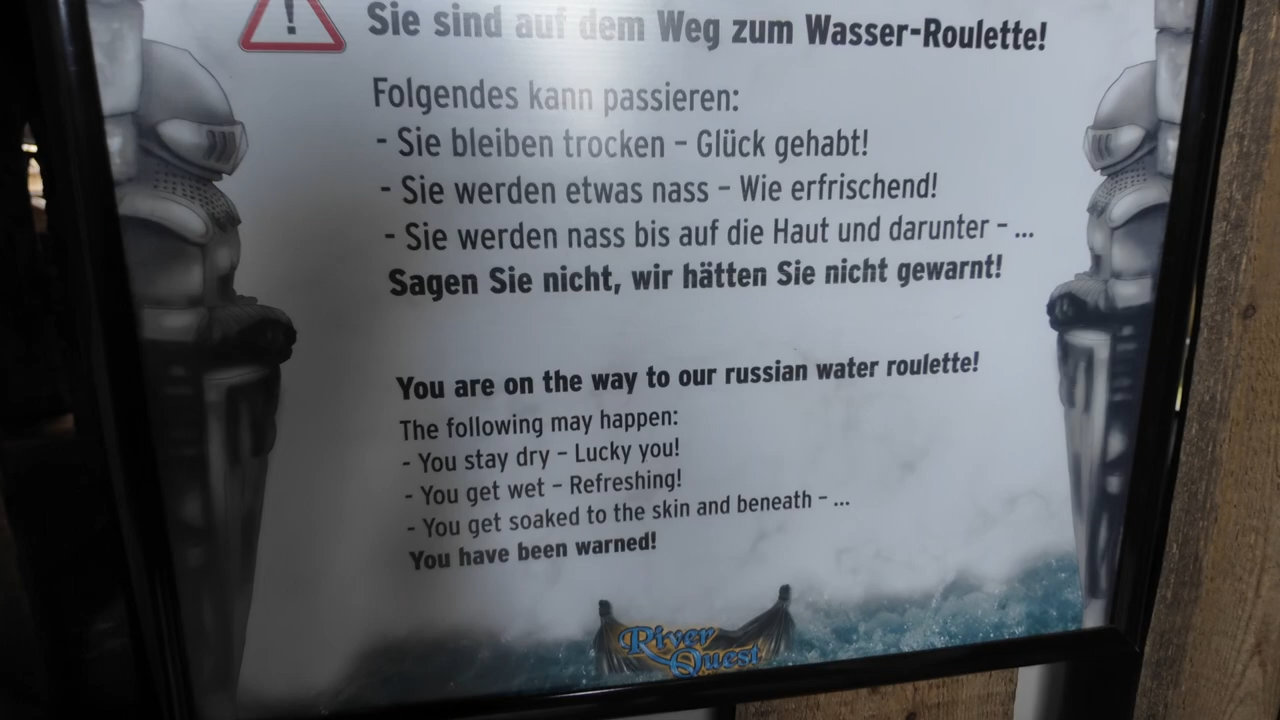 Sie sind auf dem Weg zum Wasser-Roulette!
Folgendes kann passieren:
- Sie bleiben trocken – Glück gehabt!
- Sie werden etwas nass – Wie erfrischend!
- Sie werden nass bis auf die Haut und darunter – ...
Sagen Sie nicht, wir hätten Sie nicht gewarnt!
You are on the way to our russian water roulette!
The following may happen:
- You stay dry – Lucky you!
- You get wet – Refreshing!
- You get soaked to the skin and beneath – ...
You have been warned!
River
Quest